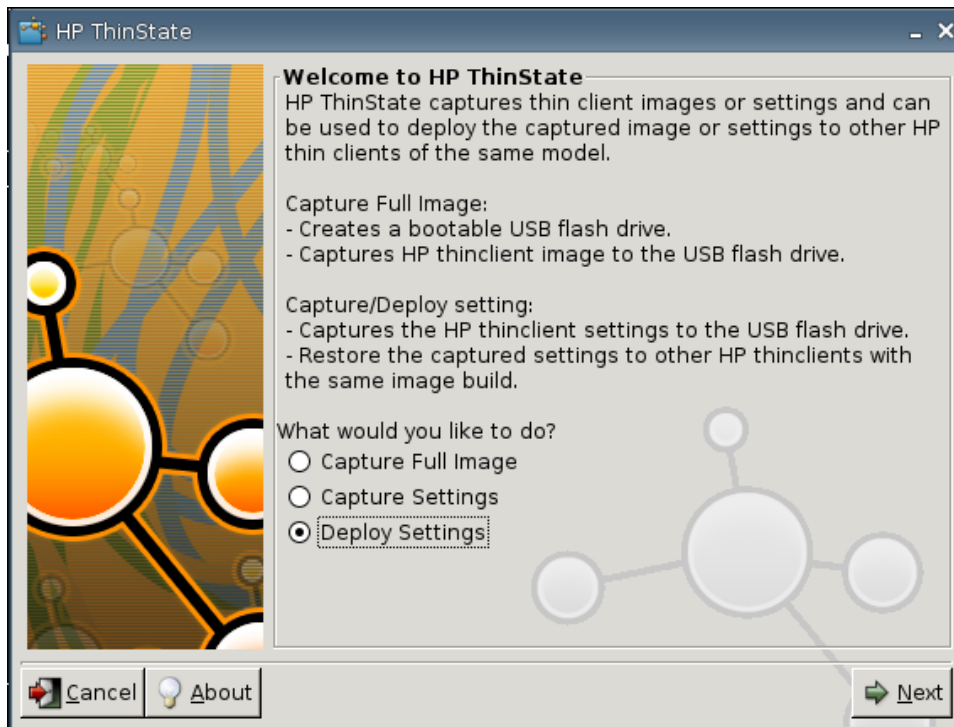 HP ThinState
Welcome to HP ThinState
HP ThinState captures thin client images or settings and can
be used to deploy the captured image or settings to other HP
thin clients of the same model.
Capture Full Image:
- Creates a bootable USB flash drive.
- Captures HP thinclient image to the USB flash drive.
Capture/Deploy setting:
- Captures the HP thinclient settings to the USB flash drive.
- Restore the captured settings to other HP thinclients with
the same image build.
What would you like to do?
Capture Full Image
Capture Settings
Deploy Settings
Cancel
About
Next